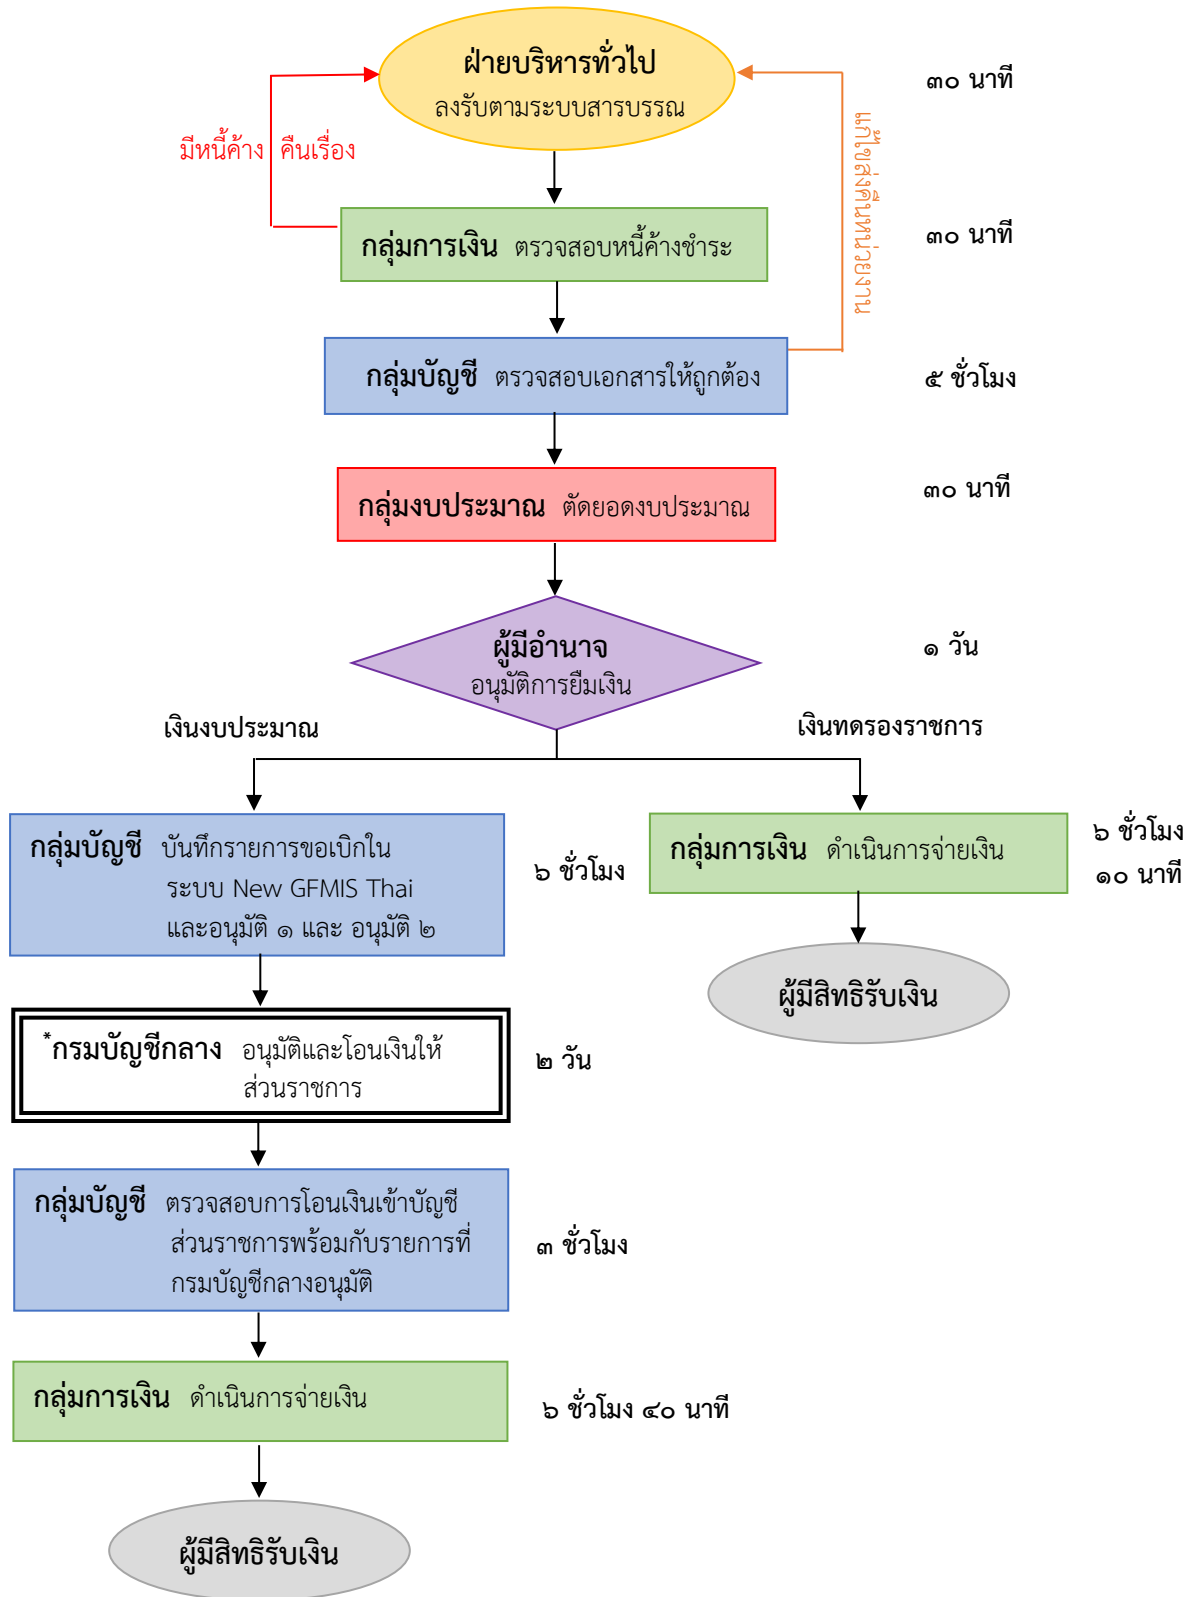 ฝ่ายบริหารทั่วไป
ลงรับตามระบบสารบรรณ
๓๐ นาที
มีหนี้ค้าง คืนเรื่อง
แก้ไขส่งคืนหน่วยงาน
กลุ่มการเงิน ตรวจสอบหนี้ค้างชำระ
๓๐ นาที
กลุ่มบัญชี ตรวจสอบเอกสารให้ถูกต้อง
๕ ชั่วโมง
กลุ่มงบประมาณ ตัดยอดงบประมาณ
๓๐ นาที
ผู้มีอำนาจ
อนุมัติการยืมเงิน
๑ วัน
เงินงบประมาณ
เงินทดรองราชการ
กลุ่มบัญชี บันทึกรายการขอเบิกใน
ระบบ New GFMIS Thai
และอนุมัติ ๑ และ อนุมัติ ๒
๖ ชั่วโมง
กลุ่มการเงิน ดำเนินการจ่ายเงิน
๖ ชั่วโมง
๑๐ นาที
ผู้มีสิทธิรับเงิน
*กรมบัญชีกลาง อนุมัติและโอนเงินให้
ส่วนราชการ
๒ วัน
กลุ่มบัญชี ตรวจสอบการโอนเงินเข้าบัญชี
ส่วนราชการพร้อมกับรายการที่
กรมบัญชีกลางอนุมัติ
๓ ชั่วโมง
กลุ่มการเงิน ดำเนินการจ่ายเงิน
๖ ชั่วโมง ๔๐ นาที
ผู้มีสิทธิรับเงิน